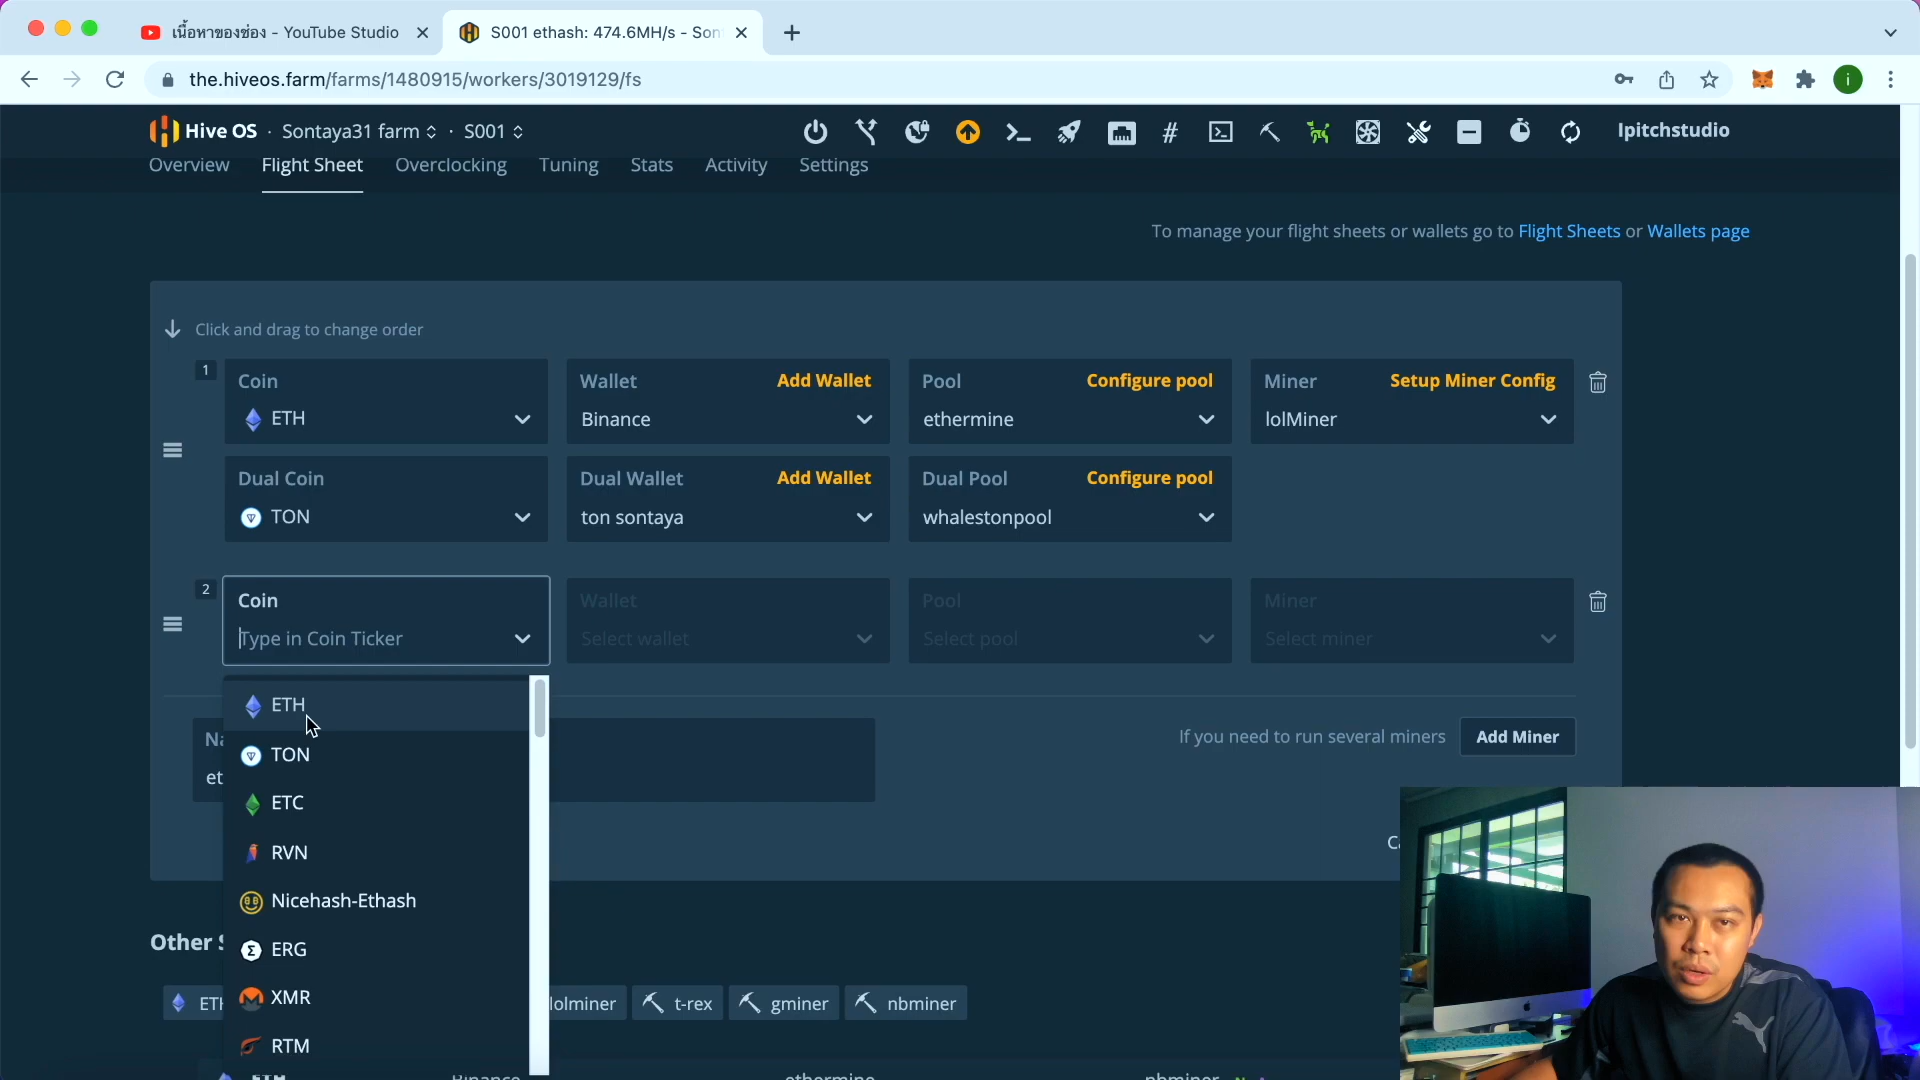 เนื้อหาของช่อง - YouTube Studio
S001 ethash: 474.6MH/s - Son
the.hiveos.farm/farms/1480915/workers/3019129/fs
i
Hive OS · Sontaya31 farm · S001
lpitchstudio
Overview Flight Sheet Overclocking Tuning Stats Activity Settings
To manage your flight sheets or wallets go to Flight Sheets or Wallets page
Click and drag to change order
1
Coin Wallet Add Wallet Pool Configure pool Miner Setup Miner Config
ETH Binance ethermine lolMiner
Dual Coin Dual Wallet Add Wallet Dual Pool Configure pool
TON ton sontaya whalestonpool
2
Coin Wallet Pool Miner
Type in Coin Ticker Select wallet Select pool Select miner
ETH
TON
ETC
RVN
Nicehash-Ethash
ERG
XMR
RTM
If you need to run several miners Add Miner
Other
ETH lolminer t-rex gminer nbminer
Binance ethermine nbminer